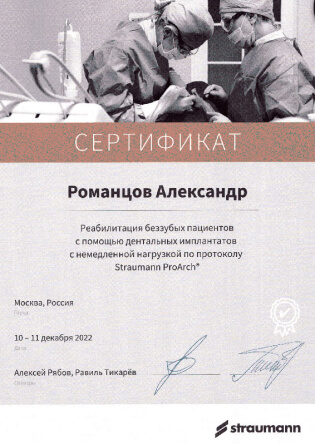 СЕРТИФИКАТ
Романцов Александр
Реабилитация беззубых пациентов
с помощью дентальных имплантатов
с немедленной нагрузкой по протоколу
Straumann ProArch®
Москва, Россия
Город
10 – 11 декабря 2022
Дата
Алексей Рябов, Равиль Тикарёв
straumann